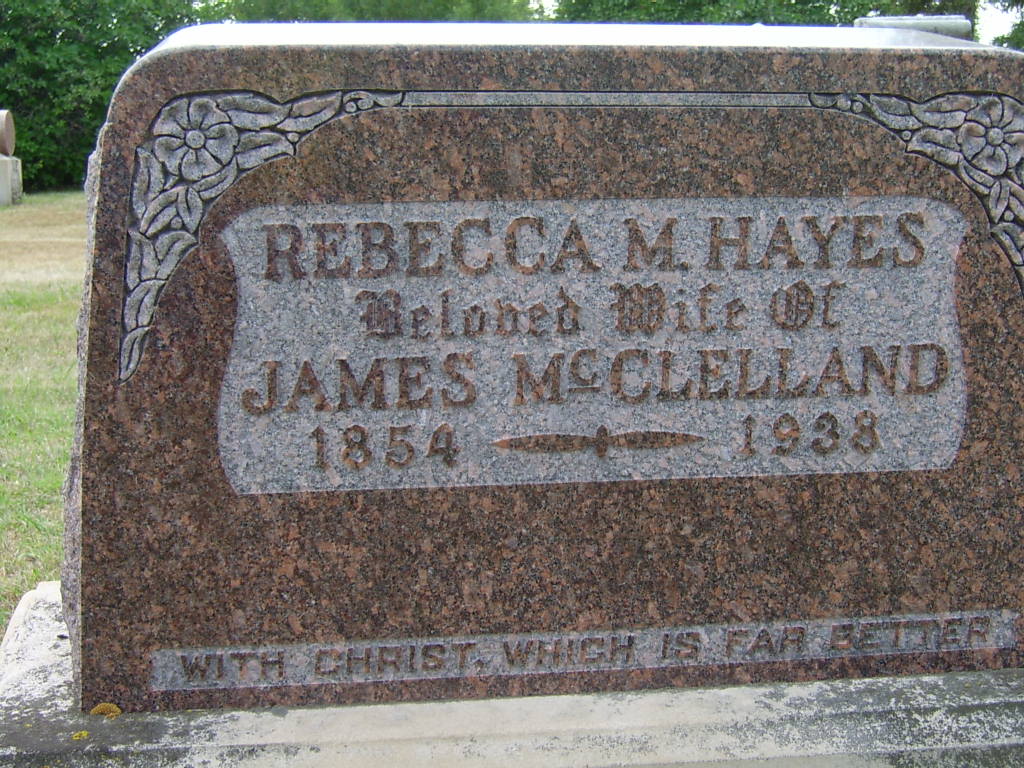 REBECCA M. HAYES
Beloved Wife Of
JAMES McCLELLAND
1854 1938
WITH CHRIST, WHICH IS FAR BETTER